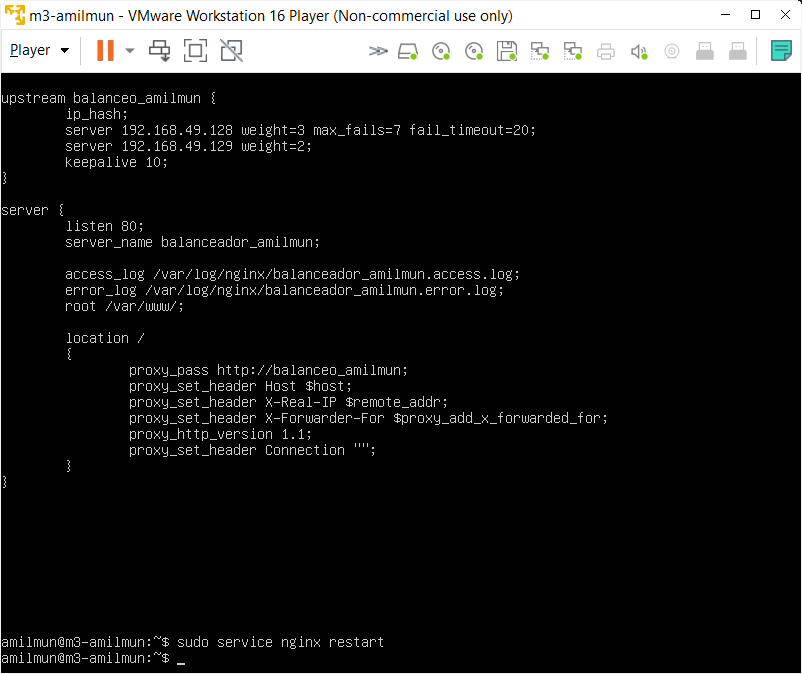 m3-amilmun - VMware Workstation 16 Player (Non-commercial use only)
Player
upstream balanceo_amilmun {
        ip_hash;
        server 192.168.49.128 weight=3 max_fails=7 fail_timeout=20;
        server 192.168.49.129 weight=2;
        keepalive 10;
}
server {
        listen 80;
        server_name balanceador_amilmun;
        access_log /var/log/nginx/balanceador_amilmun.access.log;
        error_log /var/log/nginx/balanceador_amilmun.error.log;
        root /var/www/;
        location /
        {
                proxy_pass http://balanceo_amilmun;
                proxy_set_header Host $host;
                proxy_set_header X-Real-IP $remote_addr;
                proxy_set_header X-Forwarder-For $proxy_add_x_forwarded_for;
                proxy_http_version 1.1;
                proxy_set_header Connection "";
        }
}
amilmun@m3-amilmun:~$ sudo service nginx restart
amilmun@m3-amilmun:~$ _